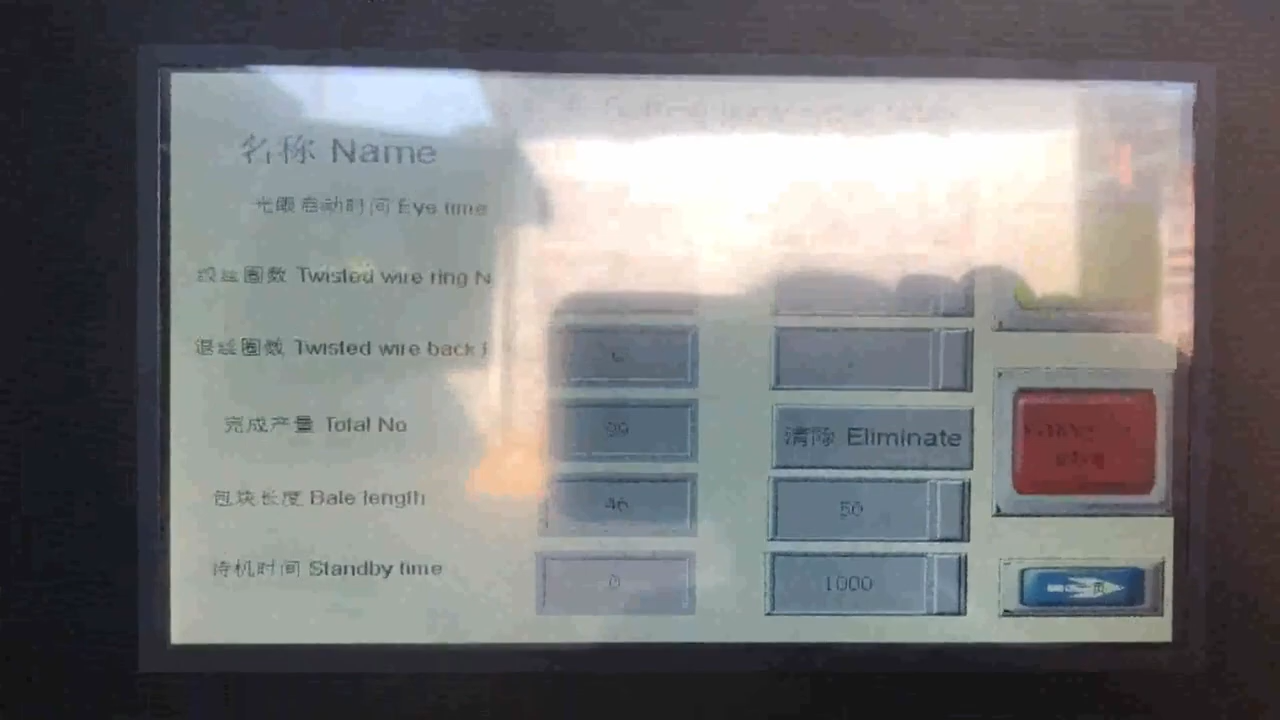 名称 Name
光眼启动时间 Eye time
绞丝圈数 Twisted wire ring N
退丝圈数 Twisted wire back
完成产量 Total No 99 清除 Eliminate
包块长度 Bale length 46 50
待机时间 Standby time 0 1000